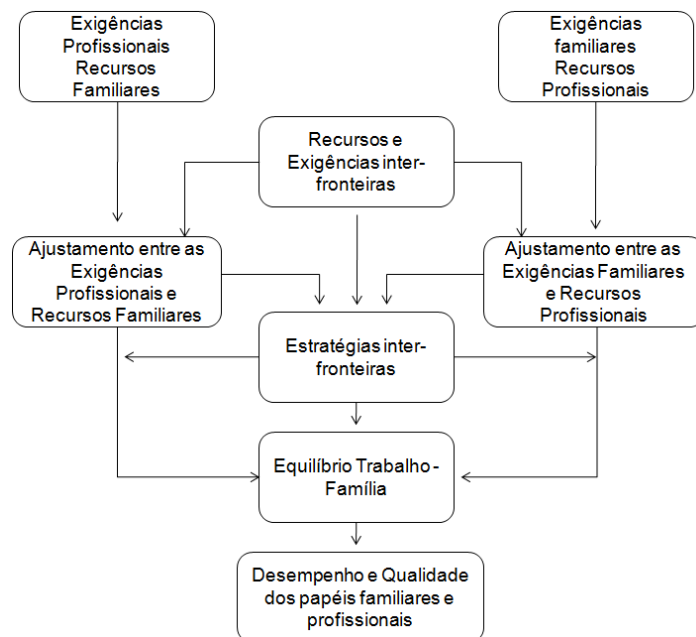 Exigências
Profissionais
Recursos
Familiares
Exigências
familiares
Recursos
Profissionais
Recursos e
Exigências inter-
fronteiras
Ajustamento entre as
Exigências
Profissionais e
Recursos Familiares
Ajustamento entre as
Exigências Familiares
e Recursos
Profissionais
Estratégias inter-
fronteiras
Equilíbrio Trabalho -
Família
Desempenho e Qualidade
dos papéis familiares e
profissionais